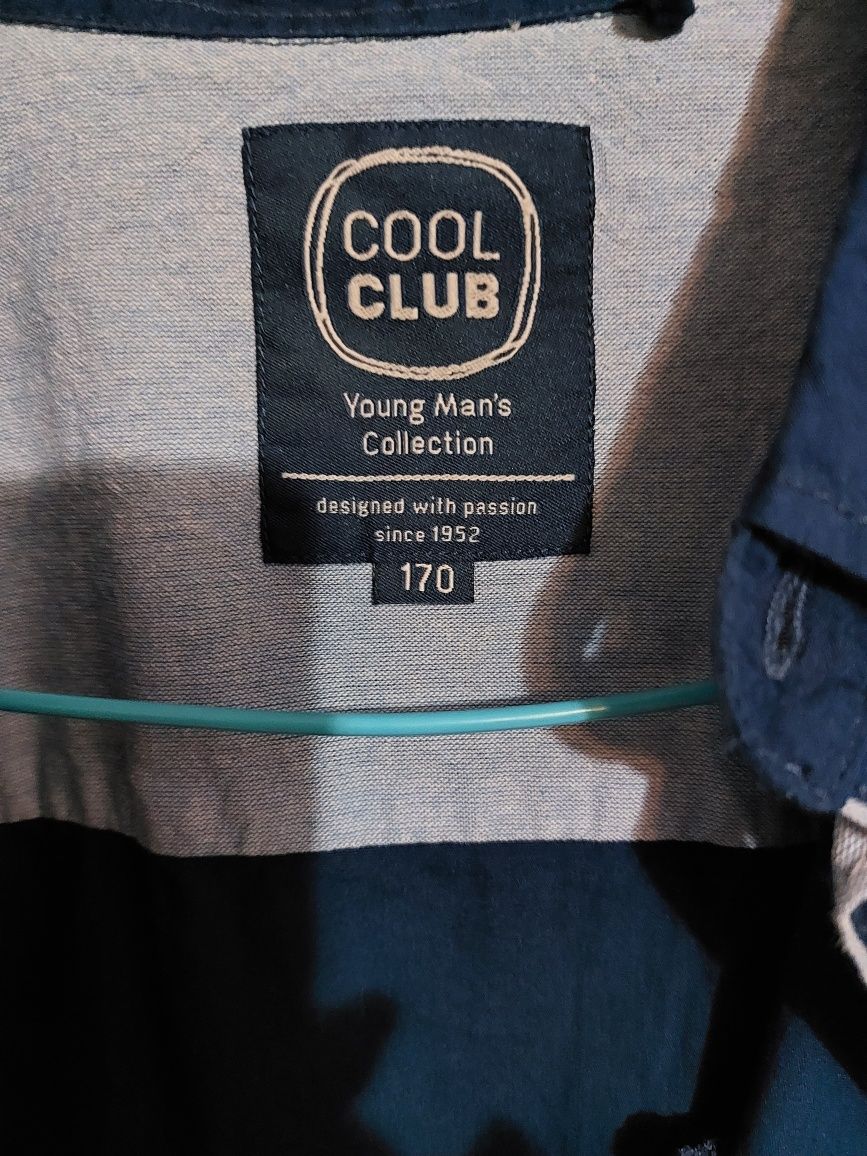 COOL
CLUB
Young Man's
Collection
designed with passion
since 1952
170